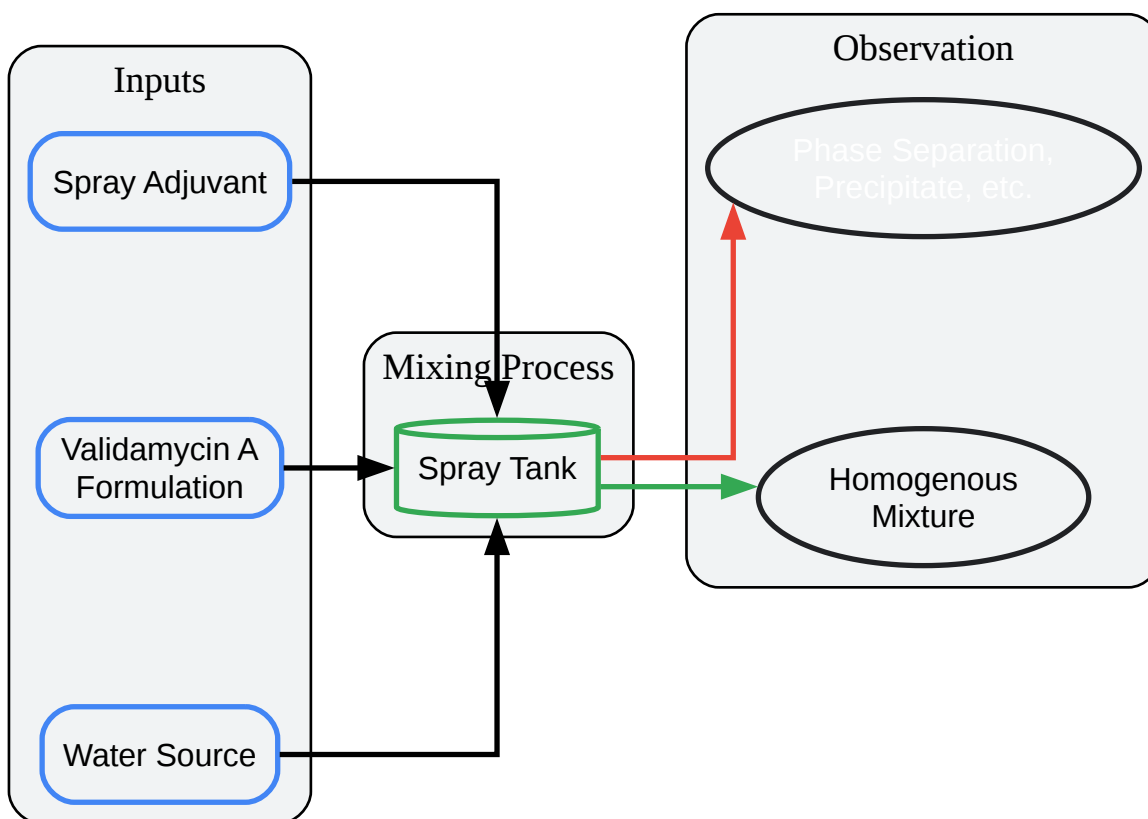 Inputs
Spray Adjuvant
Validamycin A
Formulation
Water Source
Mixing Process
Spray Tank
Observation
Phase Separation,
Precipitate, etc.
Homogenous
Mixture